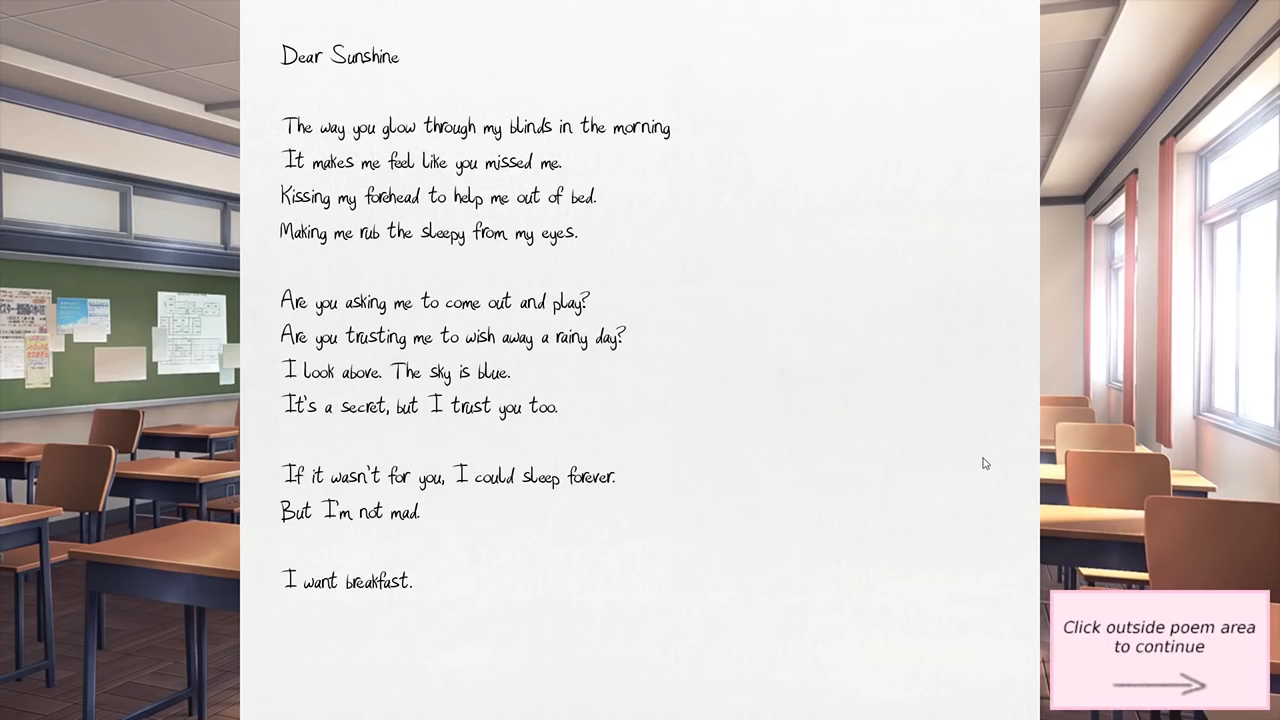 Dear Sunshine
The way you glow through my blinds in the morning
It makes me feel like you missed me.
Kissing my forehead to help me out of bed.
Making me rub the sleepy from my eyes.
Are you asking me to come out and play?
Are you trusting me to wish away a rainy day?
I look above. The sky is blue.
It's a secret, but I trust you too.
If it wasn't for you, I could sleep forever.
But I'm not mad.
I want breakfast.
Click outside poem area
to continue